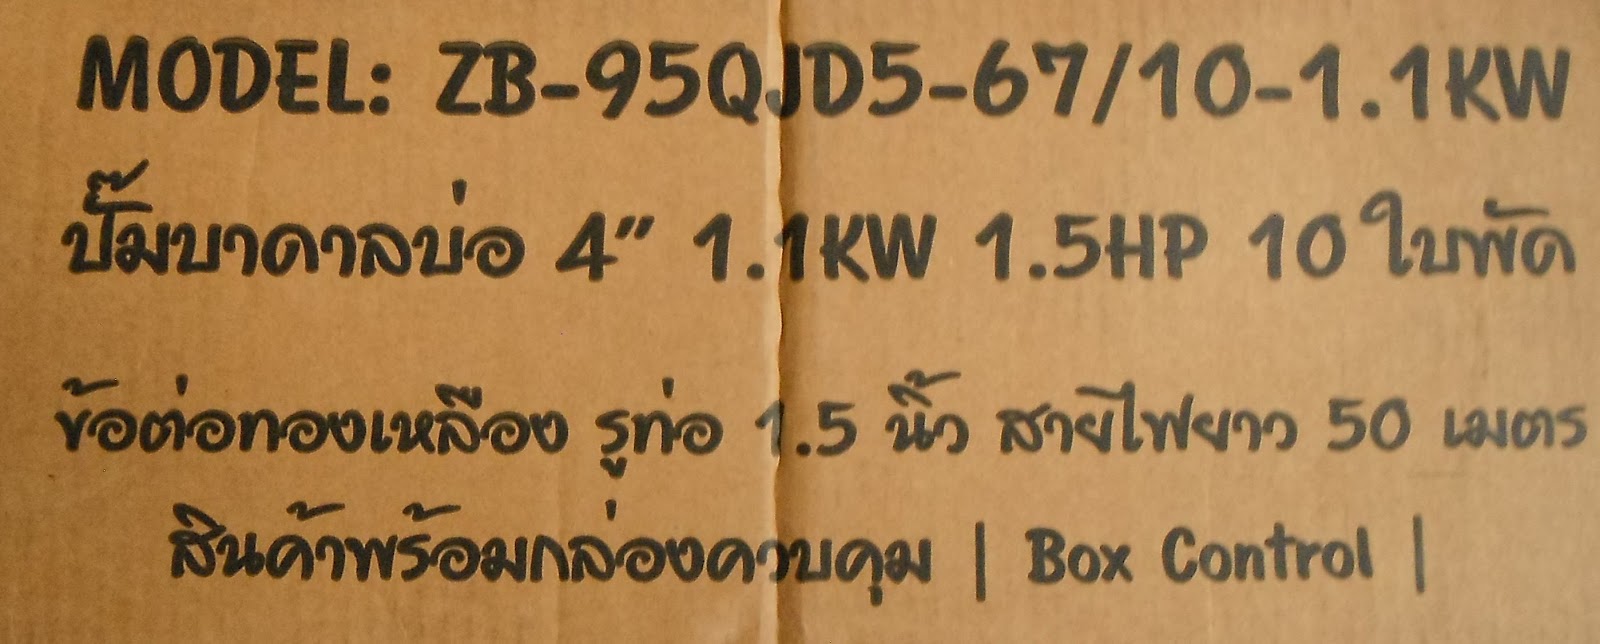 MODEL: ZB-95QJD5-67/10-1.1KW
ปั๊มบาดาลบ่อ 4" 1.1KW 1.5HP 10 ใบพัด
ข้อต่อทองเหลือง รูท่อ 1.5 นิ้ว สายไฟยาว 50 เมตร
สินค้าพร้อมกล่องควบคุม | Box Control |